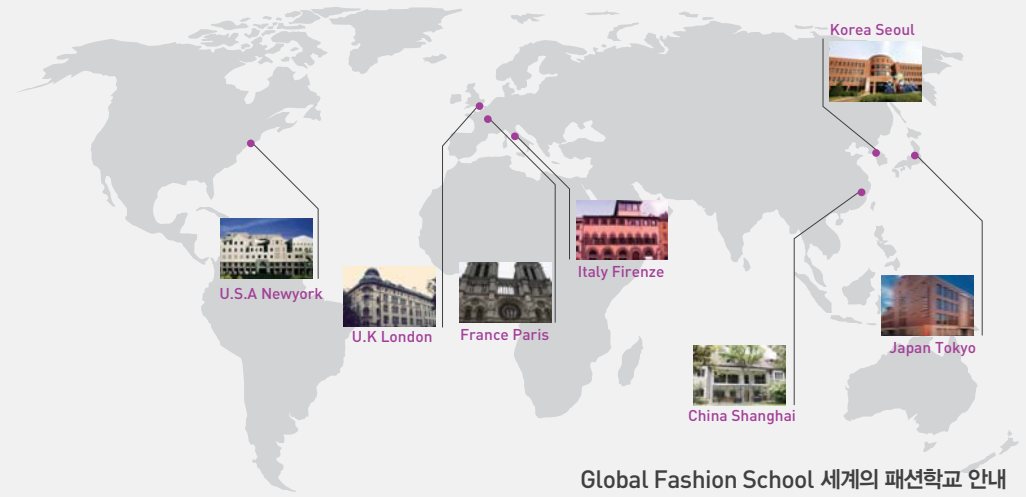 Korea Seoul
U.S.A Newyork
U.K London
France Paris
Italy Firenze
Japan Tokyo
China Shanghai
Global Fashion School 세계의 패션학교 안내